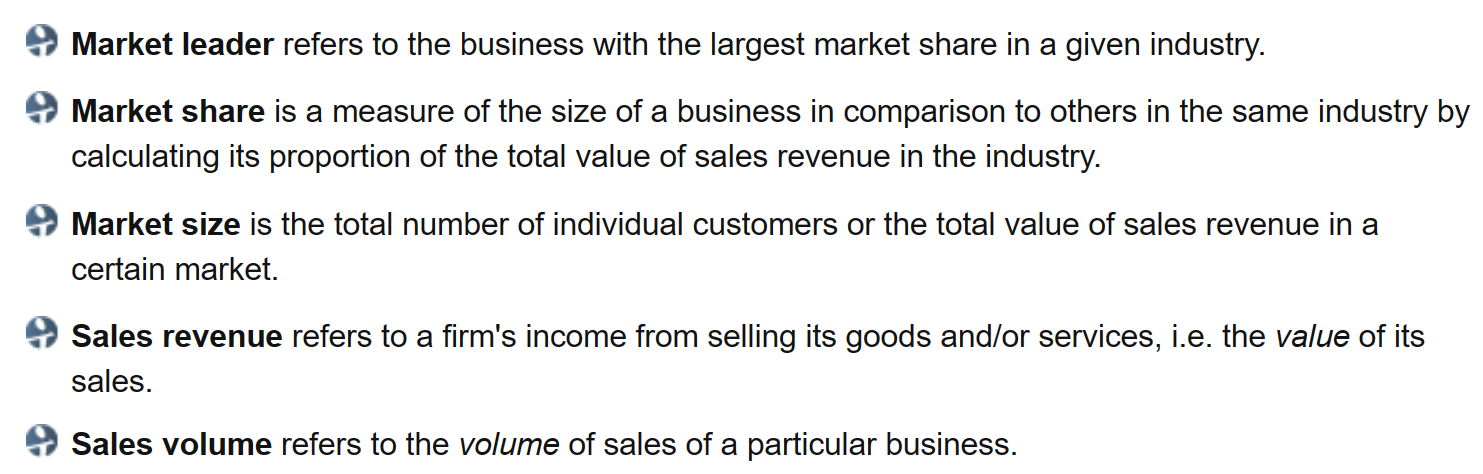 Market leader refers to the business with the largest market share in a given industry.
Market share is a measure of the size of a business in comparison to others in the same industry by
calculating its proportion of the total value of sales revenue in the industry.
Market size is the total number of individual customers or the total value of sales revenue in a
certain market.
Sales revenue refers to a firm's income from selling its goods and/or services, i.e. the value of its
sales.
Sales volume refers to the volume of sales of a particular business.